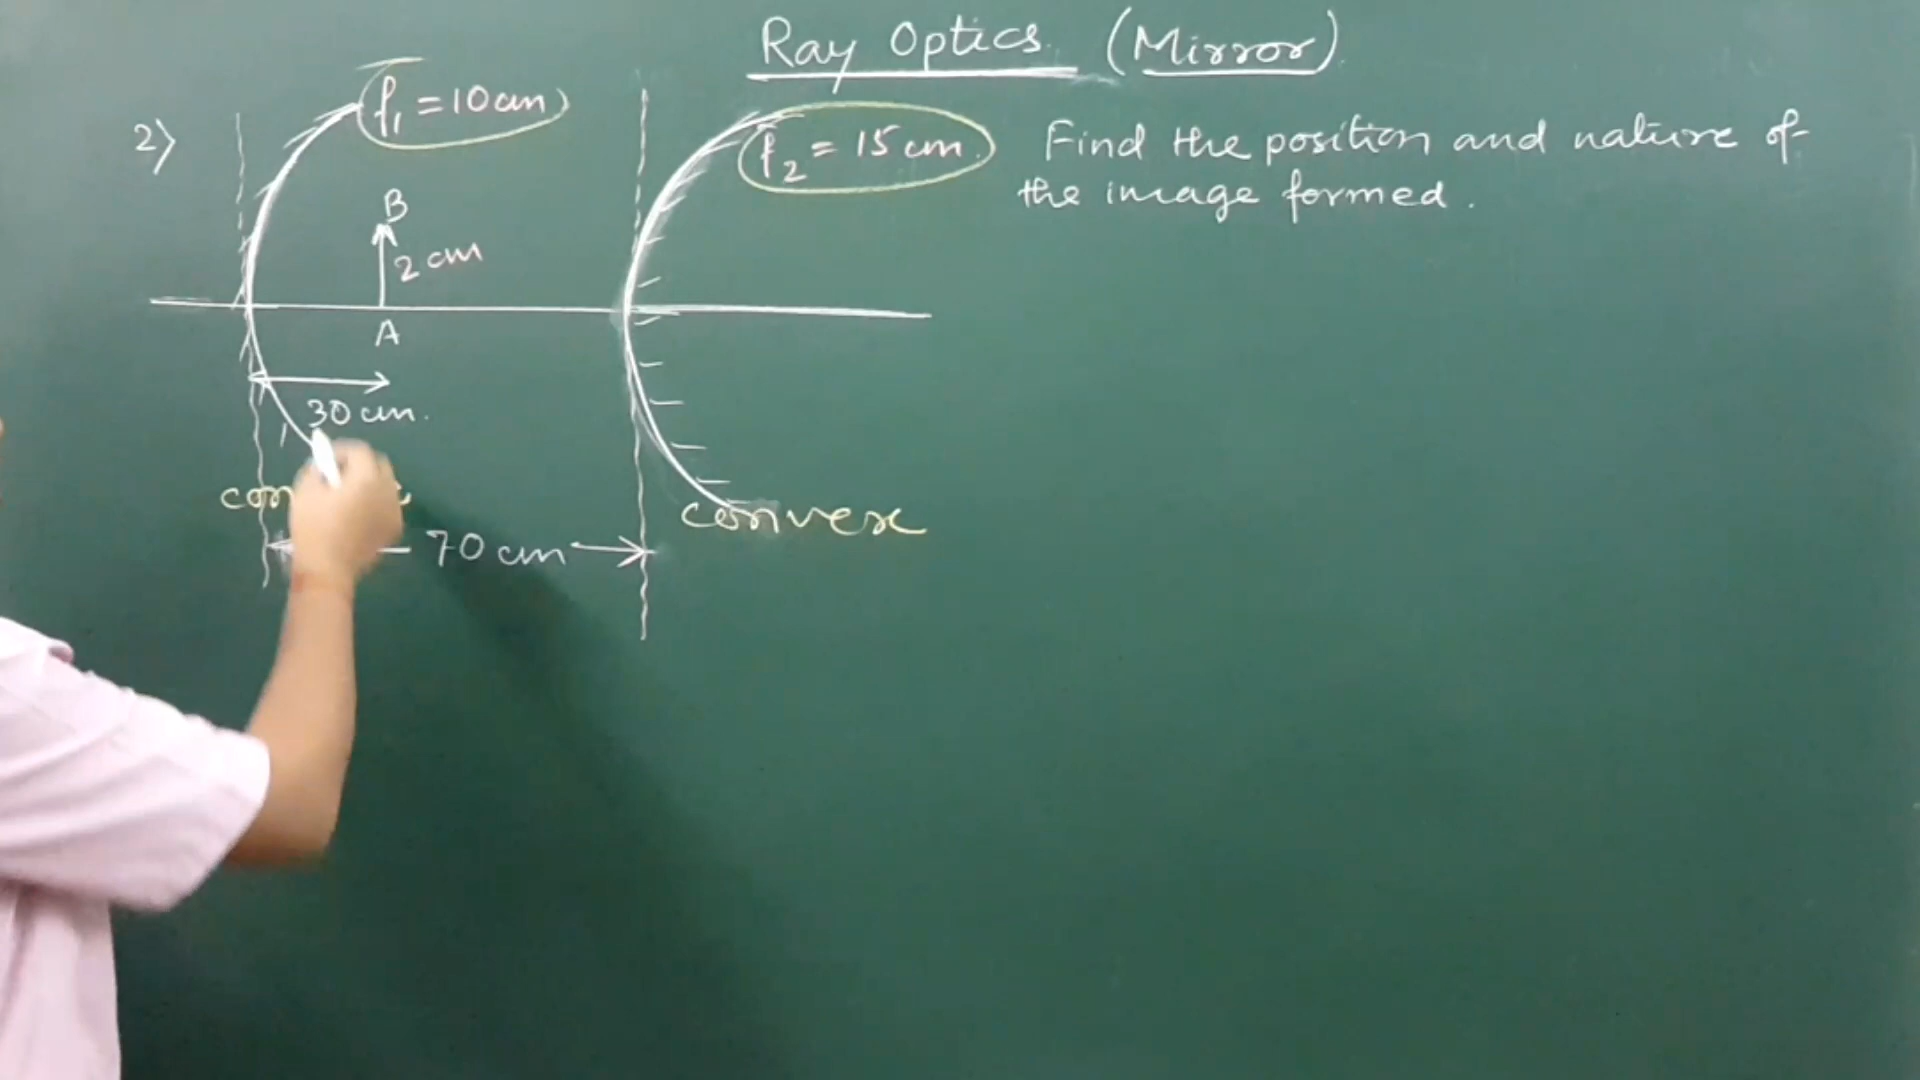 Ray Optics (Mirror)
2)
f₁ = 10 cm
f₂ = 15 cm
Find the position and nature of
the image formed.
B
2 cm
A
30 cm.
convex
70 cm